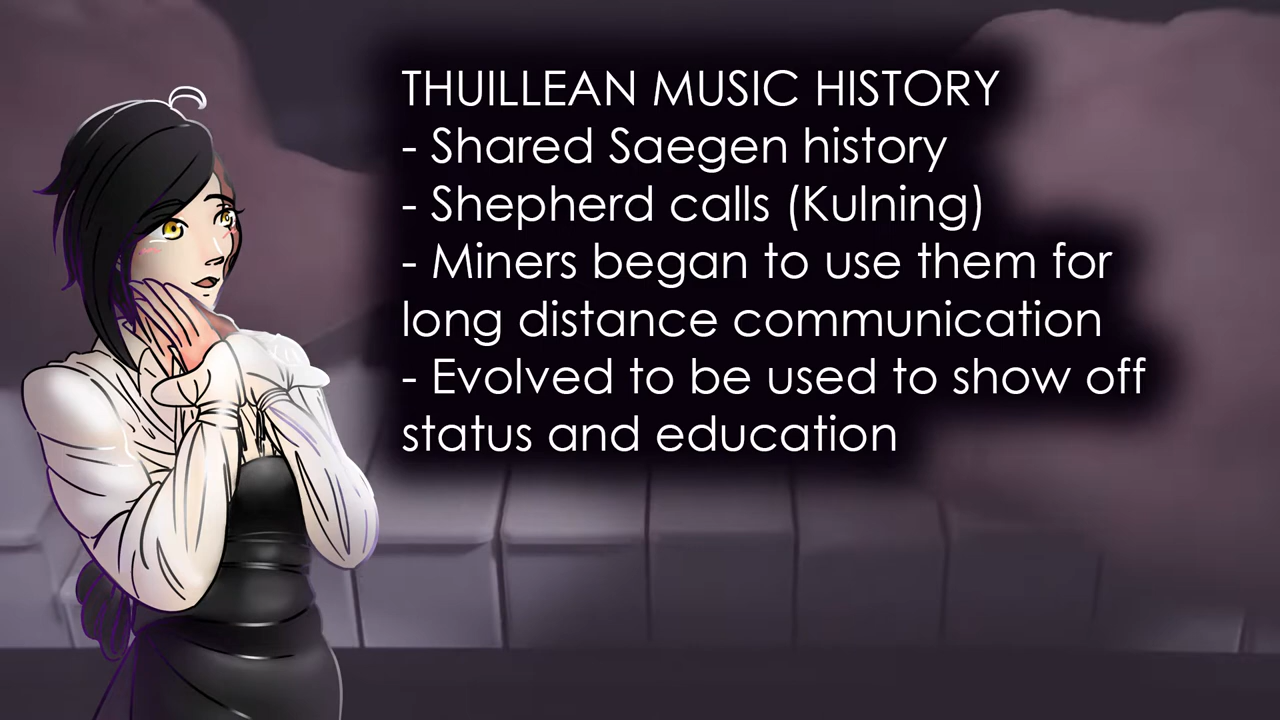 THUILLEAN MUSIC HISTORY
- Shared Saegen history
- Shepherd calls (Kulning)
- Miners began to use them for
long distance communication
- Evolved to be used to show off
status and education